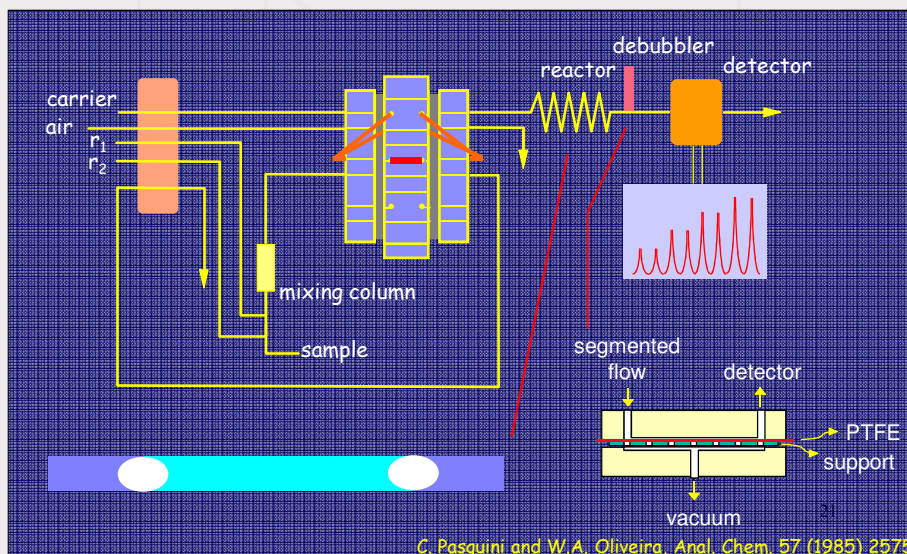 debubbler
reactor
detector
carrier
air
r1
r2
mixing column
sample
segmented
flow
detector
PTFE
support
21
vacuum
C. Pasquini and W.A. Oliveira, Anal. Chem. 57 (1985) 2575